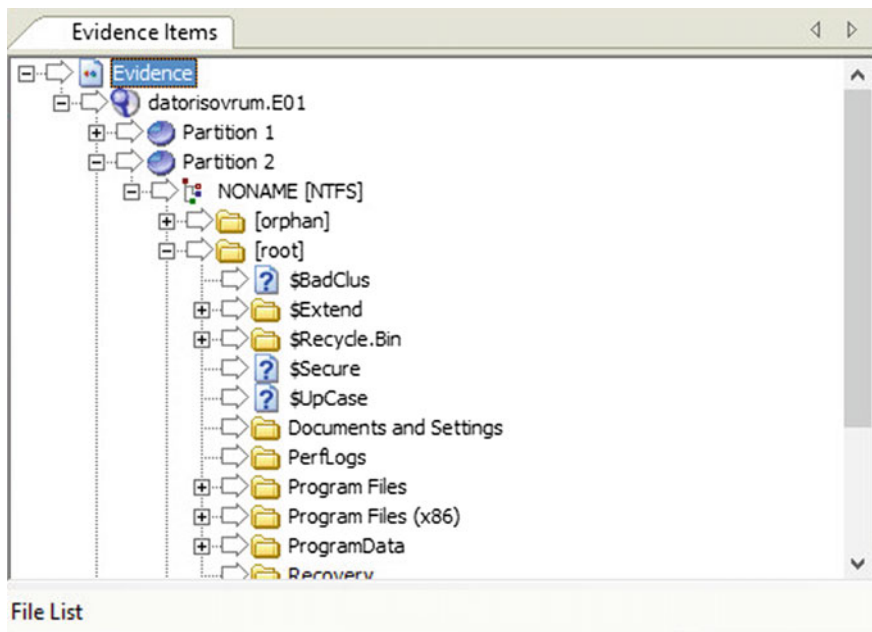 Evidence Items
Evidence
datorisovrum.E01
Partition 1
Partition 2
NONAME [NTFS]
[orphan]
[root]
$BadClus
$Extend
$Recycle.Bin
$Secure
$UpCase
Documents and Settings
PerfLogs
Program Files
Program Files (x86)
ProgramData
Recovery
File List